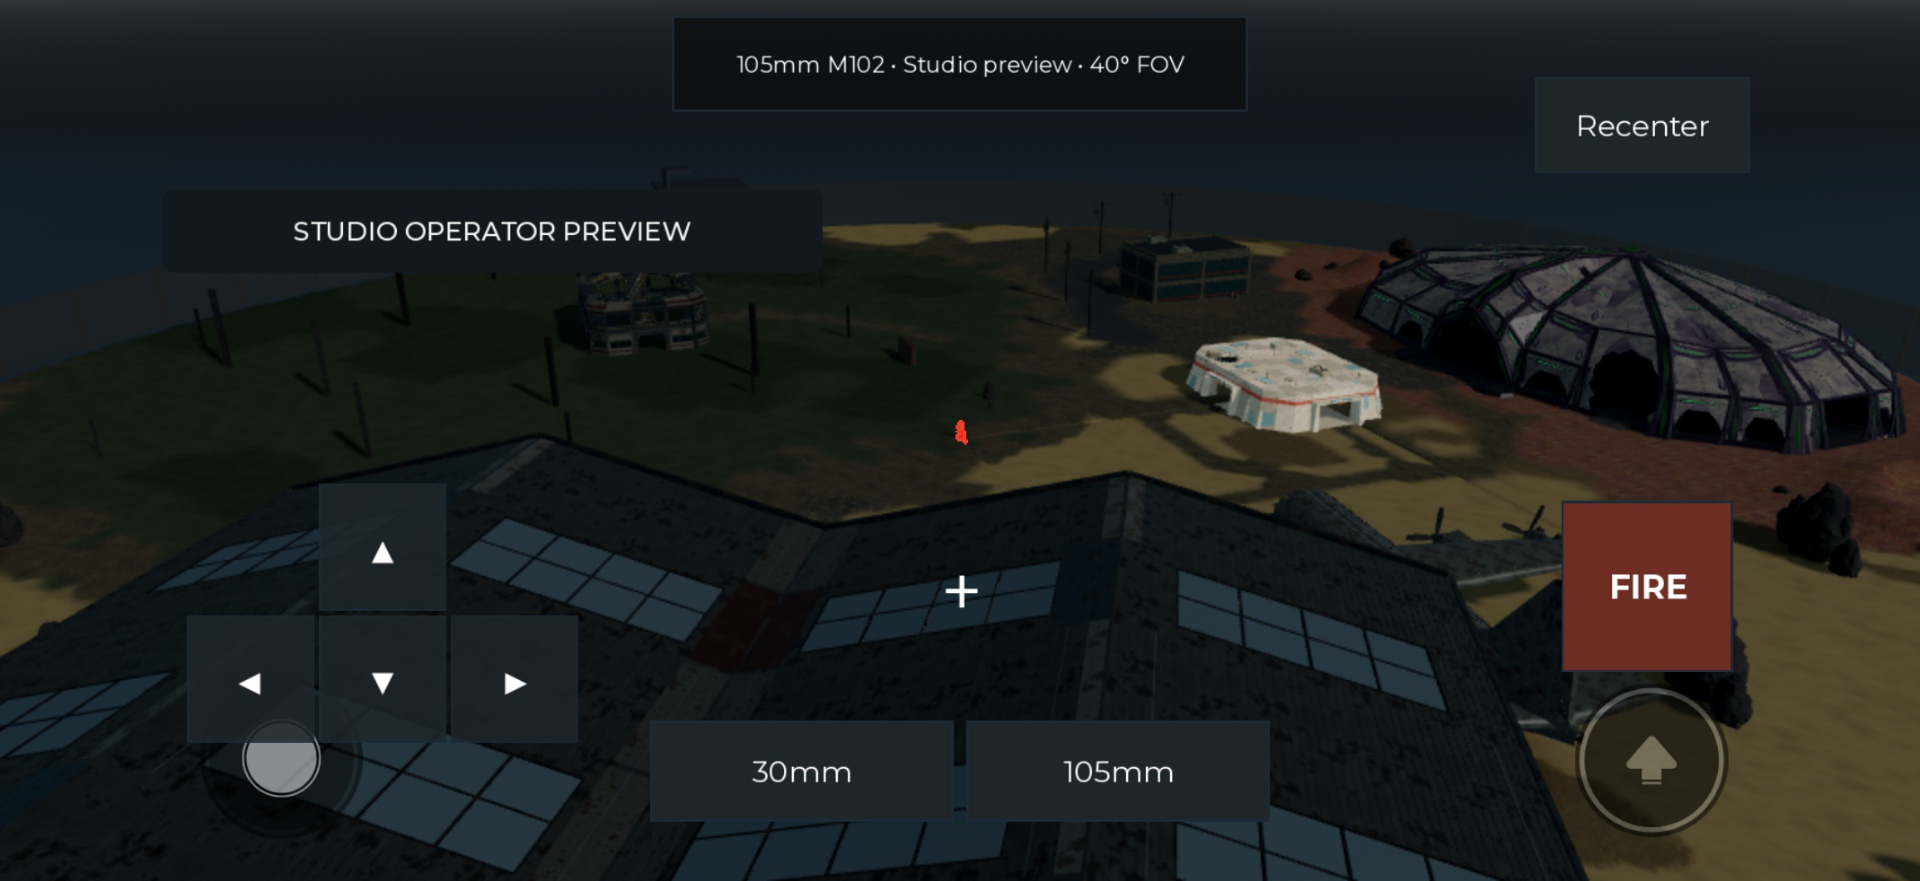 105mm M102 • Studio preview • 40° FOV
Recenter
STUDIO OPERATOR PREVIEW
FIRE
30mm
105mm